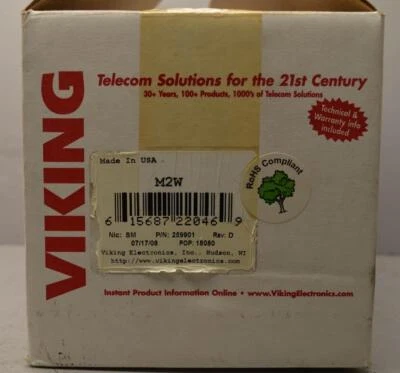 VIKING
Telecom Solutions for the 21st Century
30+ Years, 100+ Products, 1000's of Telecom Solutions
Technical &
Warranty info
included
Made In USA
M2W
6 15687 22046 9
Nic: SM P/N: 259901 Rev: D
07/17/08 POP: 18080
Viking Electronics, Inc., Hudson, WI
http://www.vikingelectronics.com
RoHS Compliant
Instant Product Information Online • www.VikingElectronics.com